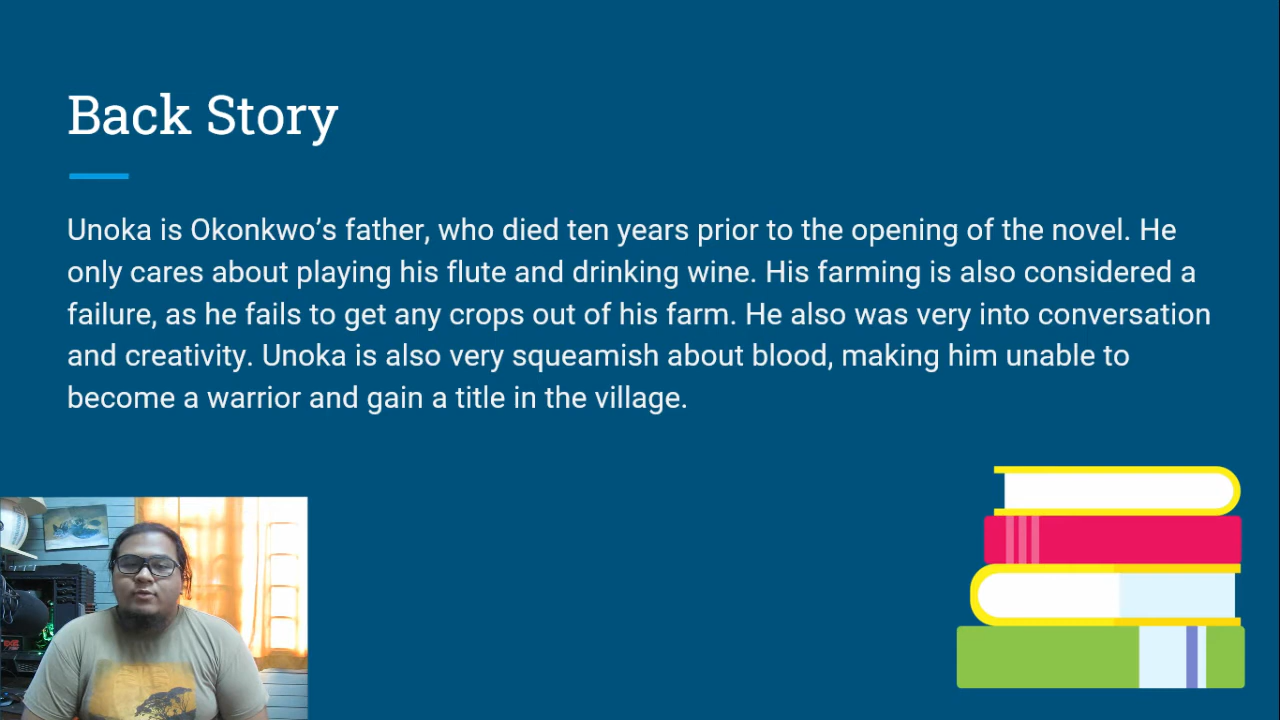 Back Story
Unoka is Okonkwo’s father, who died ten years prior to the opening of the novel. He
only cares about playing his flute and drinking wine. His farming is also considered a
failure, as he fails to get any crops out of his farm. He also was very into conversation
and creativity. Unoka is also very squeamish about blood, making him unable to
become a warrior and gain a title in the village.